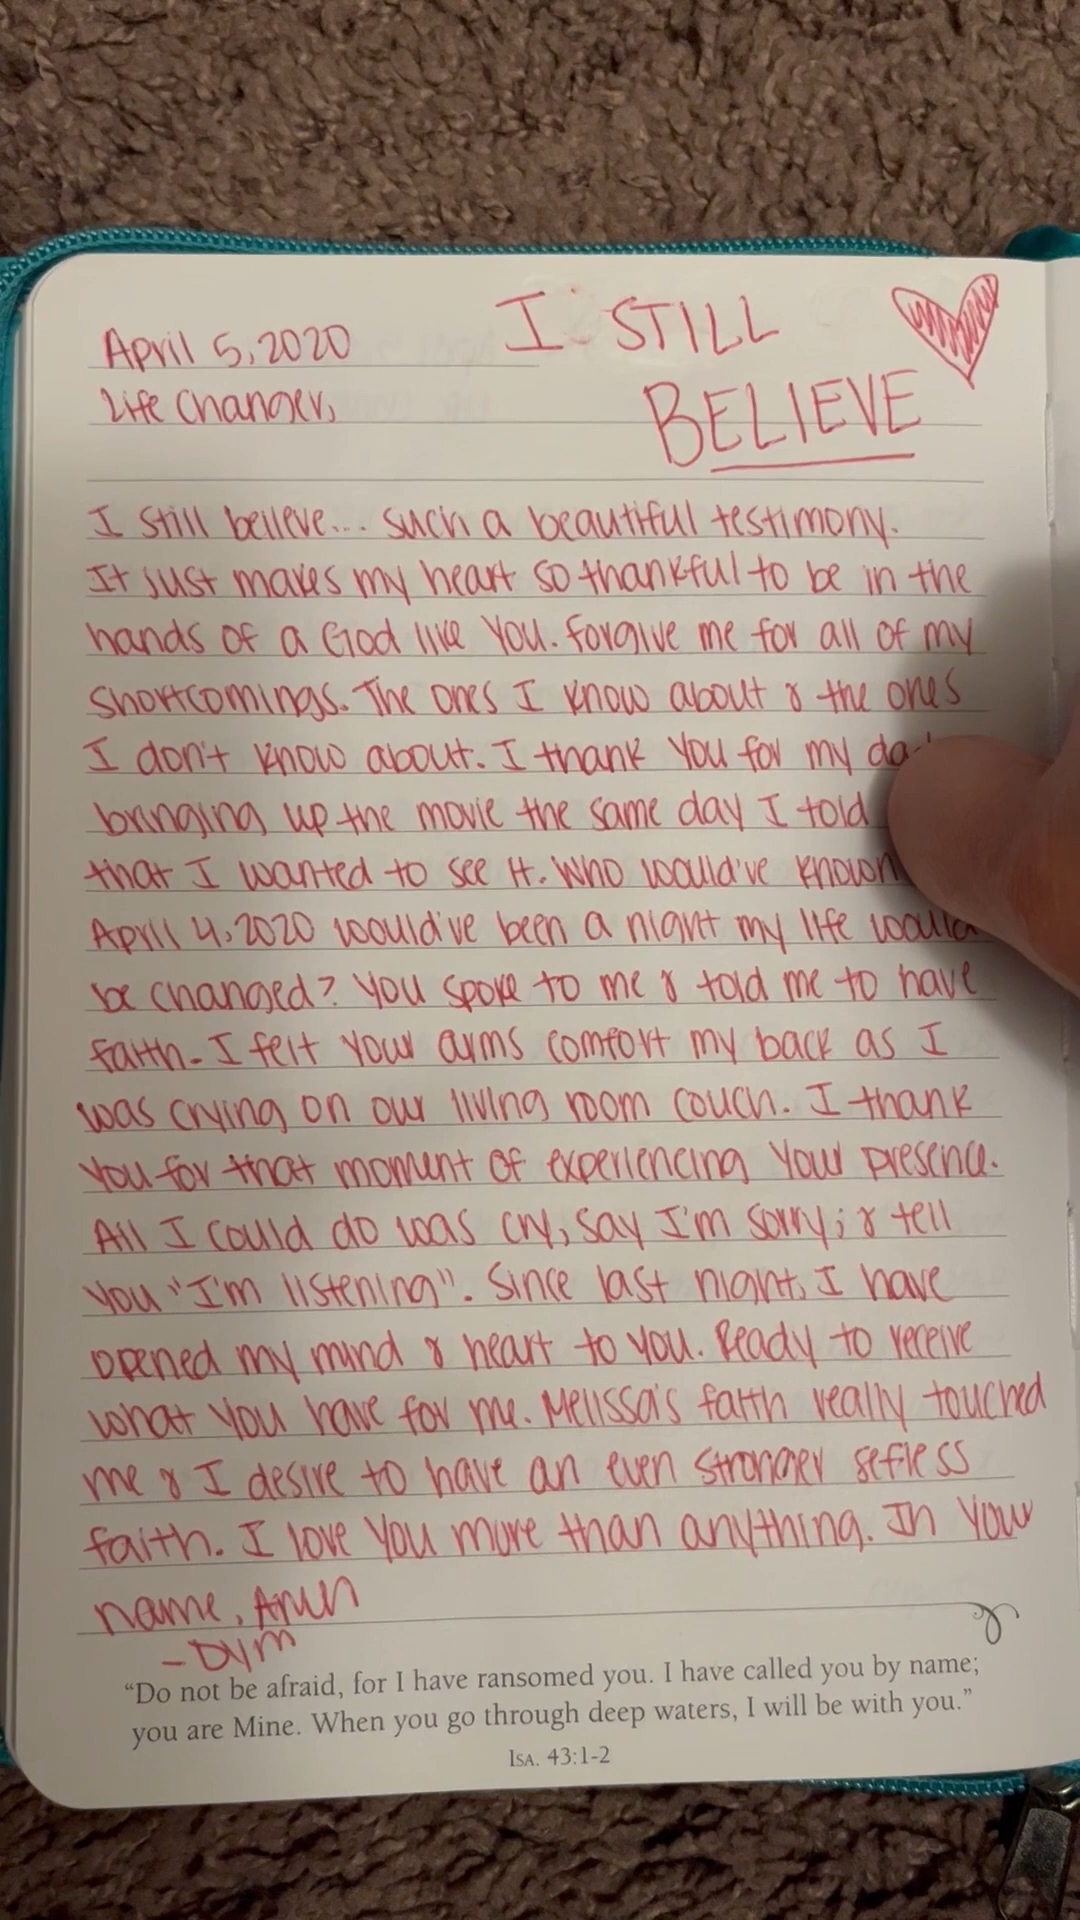 April 5, 2020
I STILL
Life Changer,
BELIEVE
I still believe... such a beautiful testimony.
It just makes my heart so thankful to be in the
hands of a God like You. Forgive me for all of my
shortcomings. The ones I know about & the ones
I don't know about. I thank You for my
bringing up the movie the same day I told
that I wanted to see it. Who would've known
April 4, 2020 would've been a night my life would
be changed? You spoke to me & told me to have
faith. I felt Your arms comfort my back as I
was crying on our living room couch. I thank
You for that moment of experiencing Your presence.
All I could do was cry, say I'm sorry; & tell
You "I'm listening". Since last night, I have
opened my mind & heart to You. Ready to receive
what You have for me. Melissa's faith really touched
me & I desire to have an even stronger sefless
faith. I love You more than anything. In Your
name, Amen
- Dym
“Do not be afraid, for I have ransomed you. I have called you by name;
you are Mine. When you go through deep waters, I will be with you.”
Isa. 43:1-2